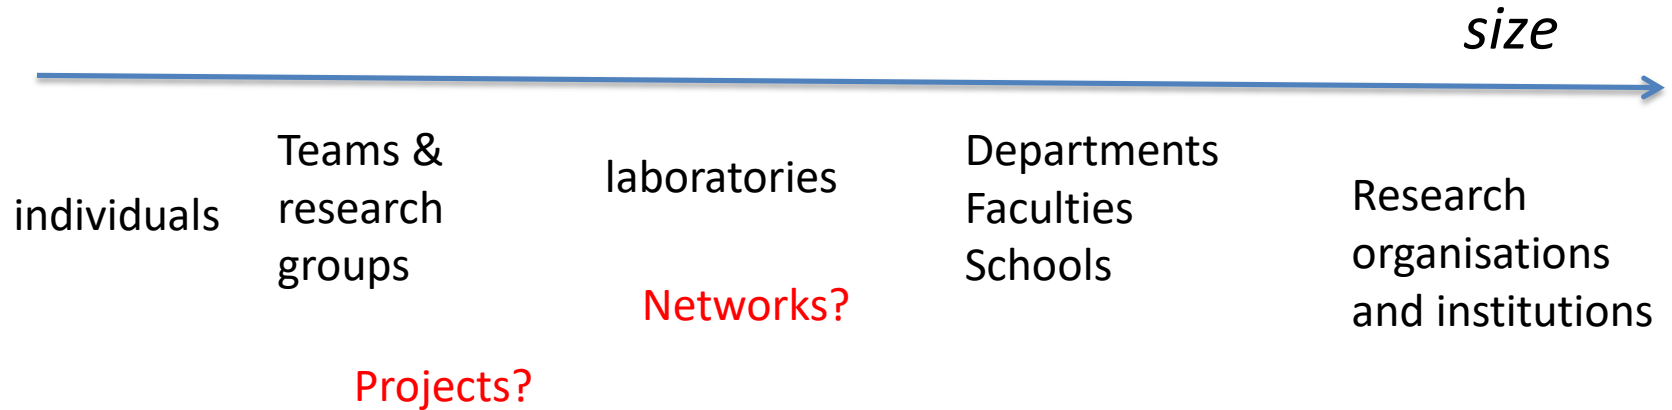 size
individuals
Teams &
research
groups
laboratories
Departments
Faculties
Schools
Research
organisations
and institutions
Networks?
Projects?